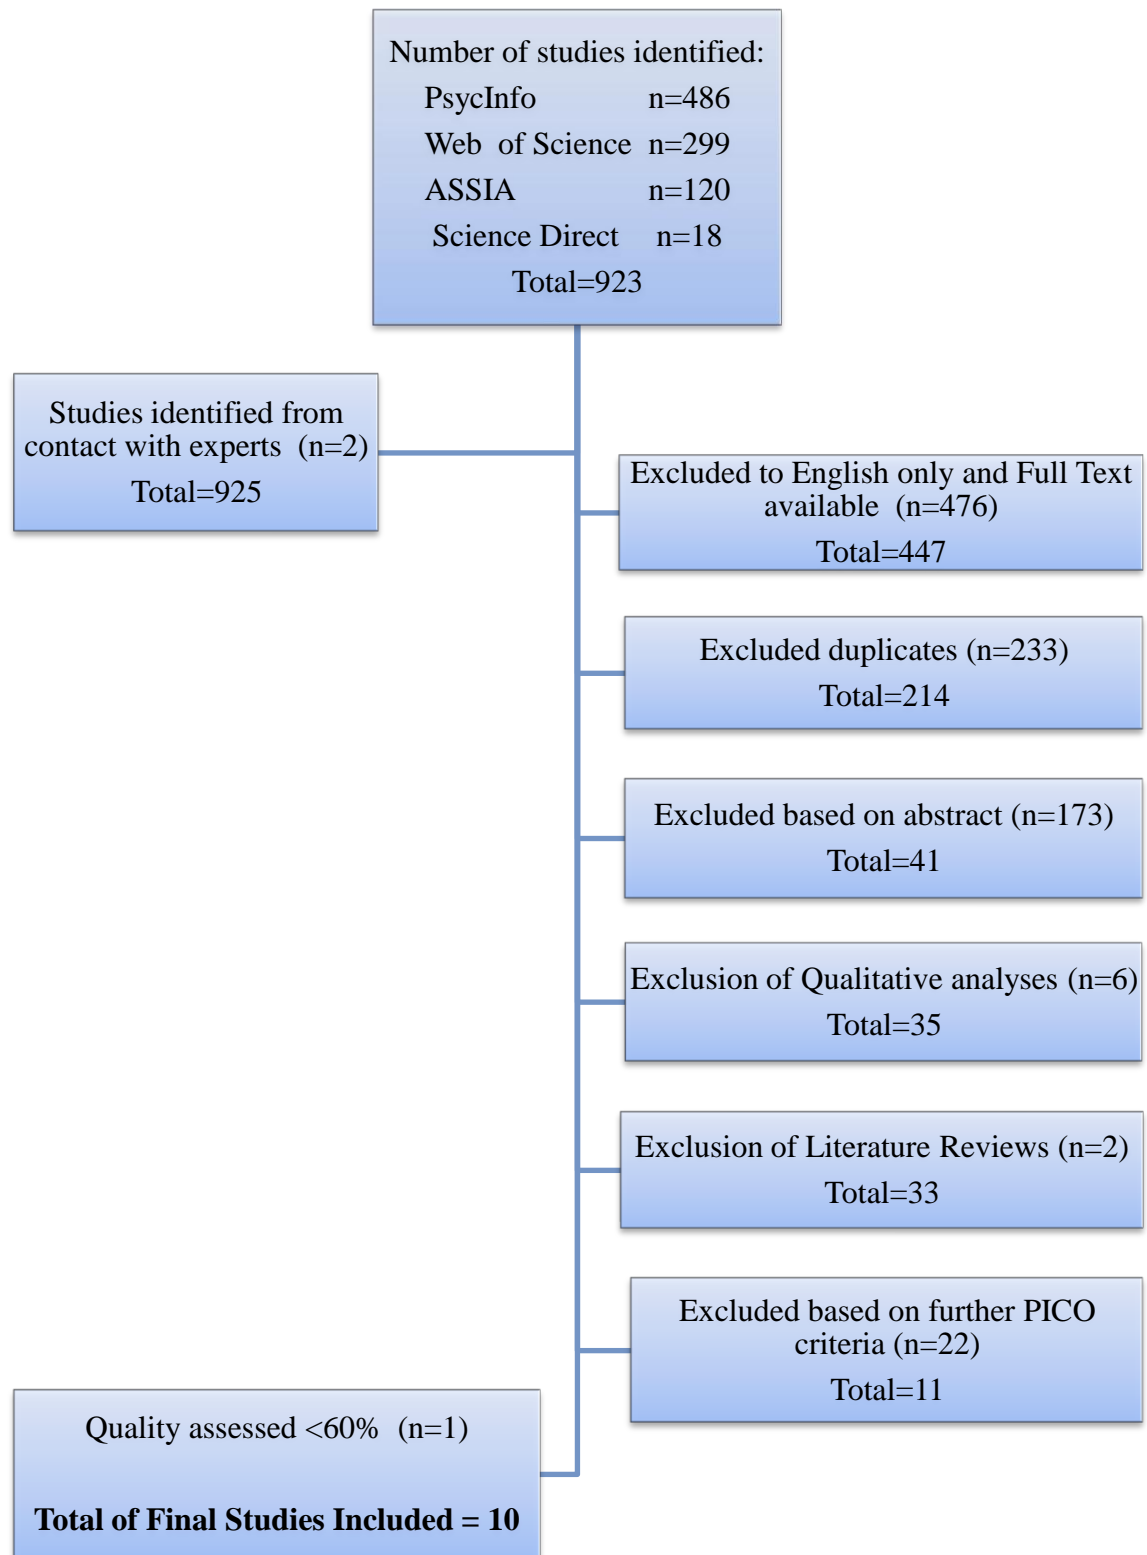 Number of studies identified:
PsycInfo n=486
Web of Science n=299
ASSIA n=120
Science Direct n=18
Total=923
Studies identified from
contact with experts (n=2)
Total=925
Excluded to English only and Full Text
available (n=476)
Total=447
Excluded duplicates (n=233)
Total=214
Excluded based on abstract (n=173)
Total=41
Exclusion of Qualitative analyses (n=6)
Total=35
Exclusion of Literature Reviews (n=2)
Total=33
Excluded based on further PICO
criteria (n=22)
Total=11
Quality assessed <60% (n=1)
Total of Final Studies Included = 10